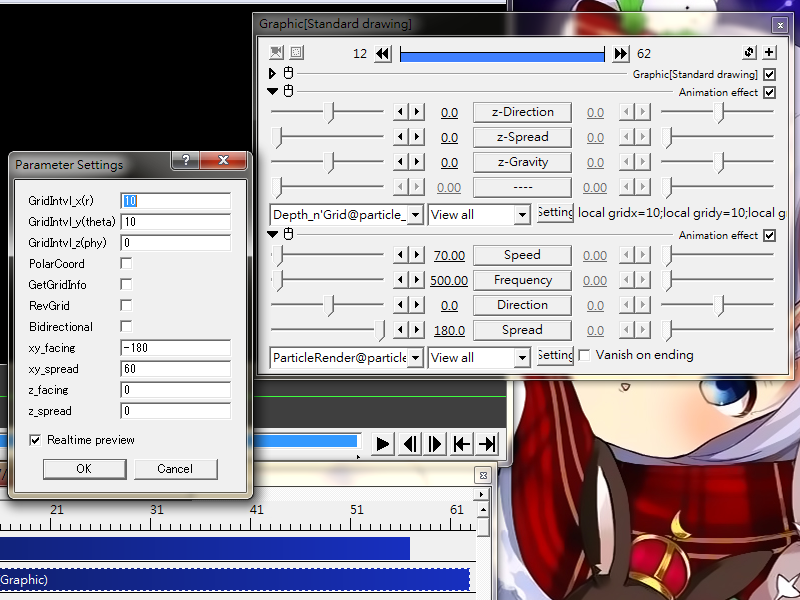 Graphic[Standard drawing]
12
62
Graphic[Standard drawing]
Animation effect
0.0 z-Direction 0.0
0.0 z-Spread 0.0
0.0 z-Gravity 0.0
0.00 ---- 0.00
Depth_n'Grid@particle_ View all Setting local gridx=10;local gridy=10;local g
Animation effect
70.00 Speed 0.00
500.00 Frequency 0.00
0.0 Direction 0.0
180.0 Spread 0.0
ParticleRender@particle View all Setting Vanish on ending
Parameter Settings
?
GridIntvl_x(r) 10
GridIntvl_y(theta) 10
GridIntvl_z(phy) 0
PolarCoord
GetGridInfo
RevGrid
Bidirectional
xy_facing -180
xy_spread 60
z_facing 0
z_spread 0
Realtime preview
OK Cancel
21 31 41 51 61
Graphic)